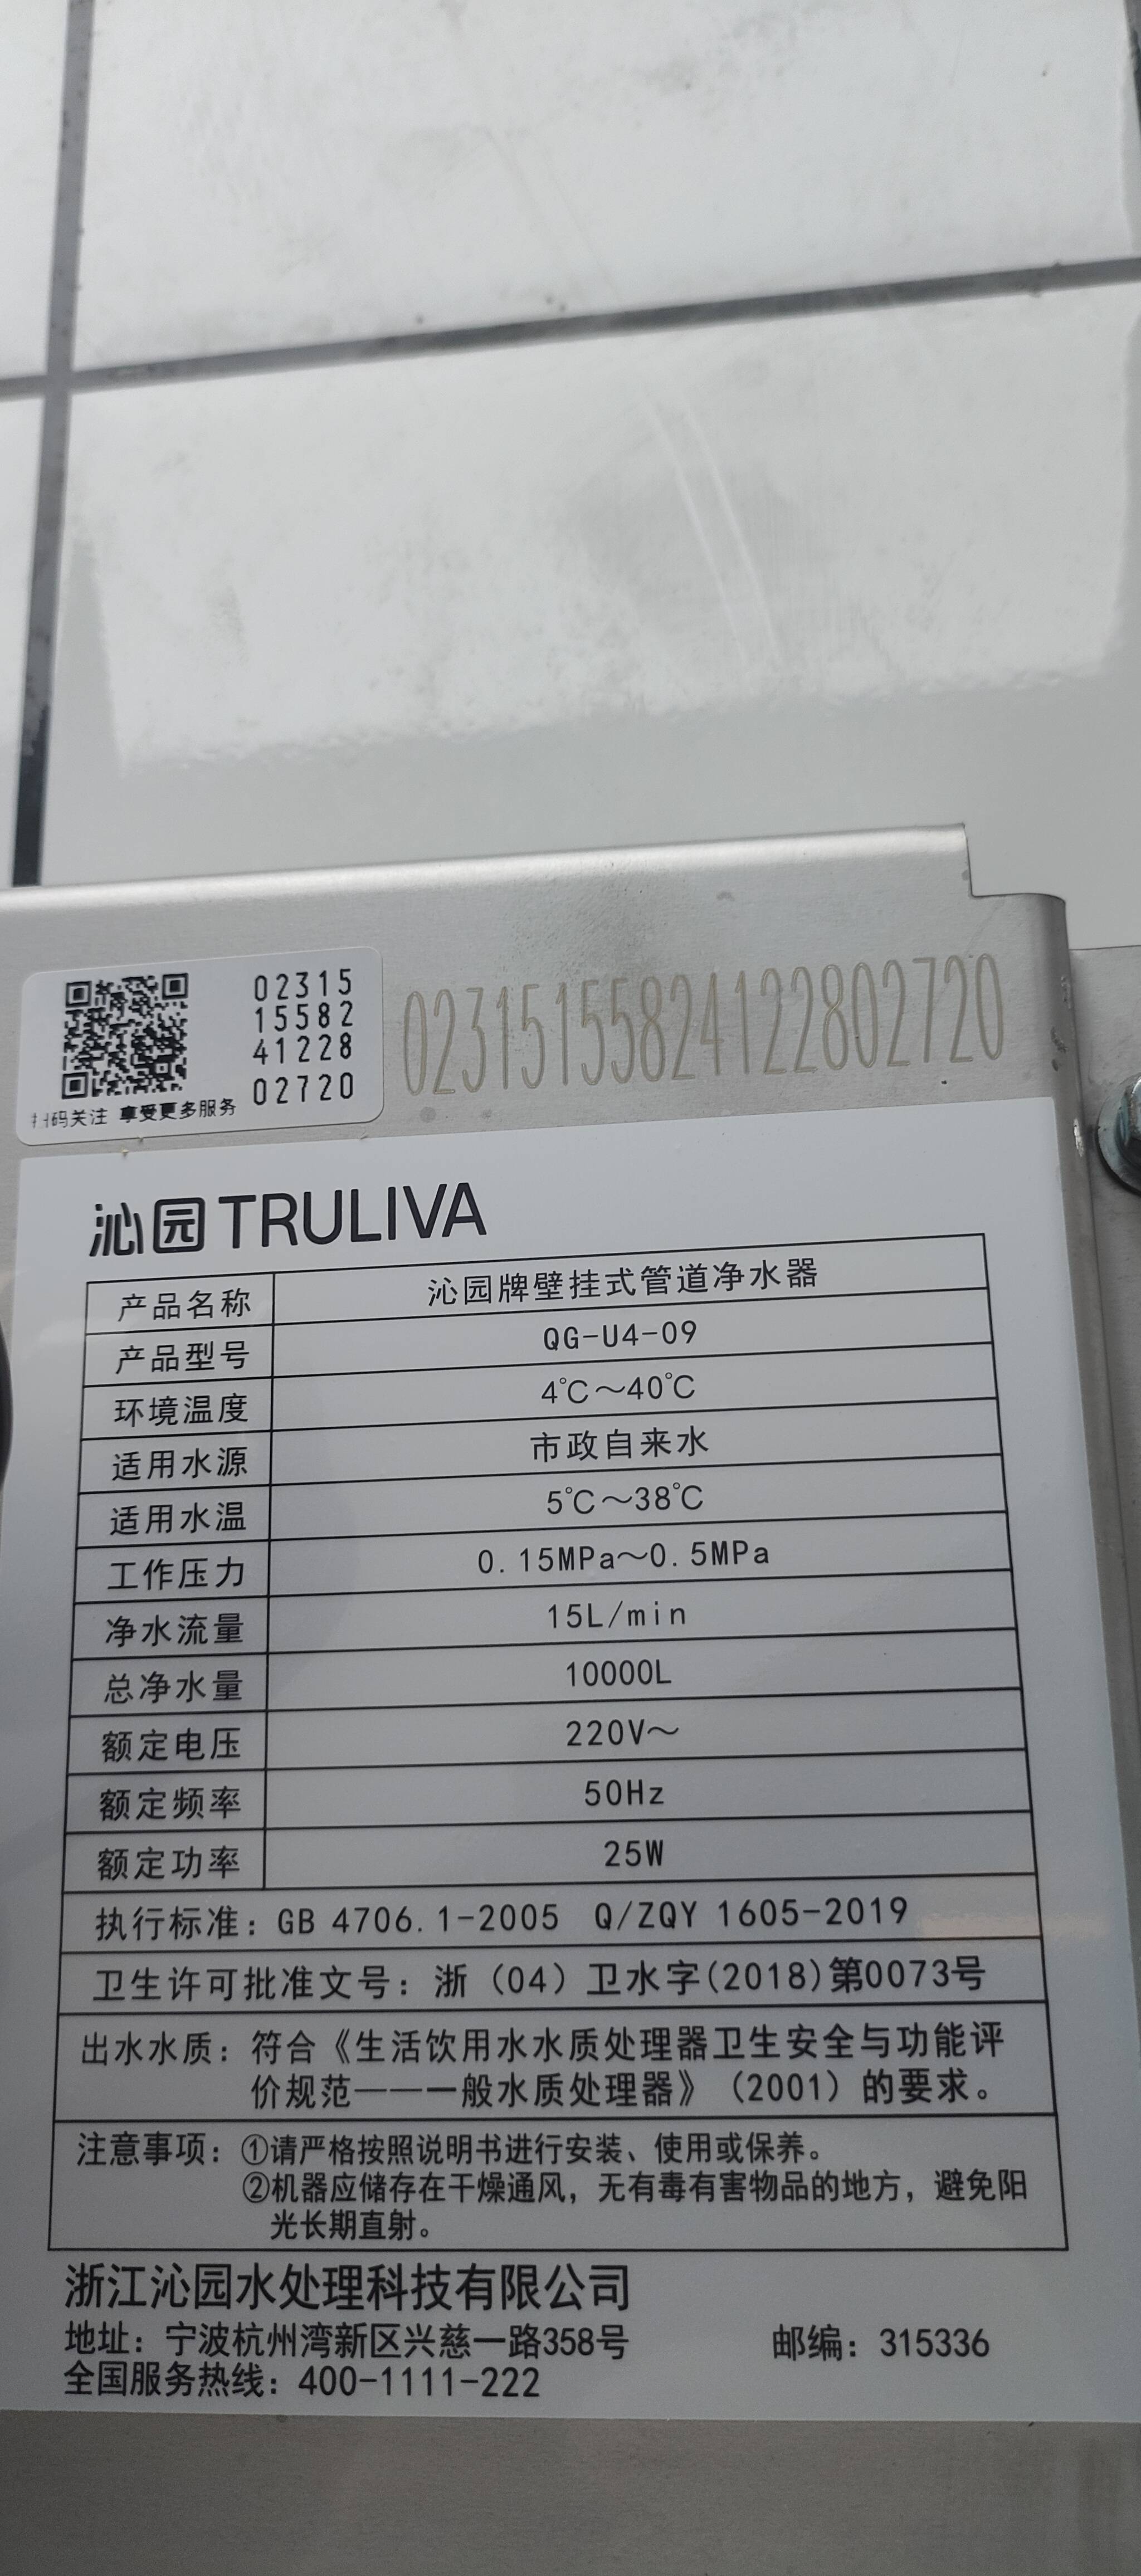 02315
15582
41228
02720
扫码关注 享受更多服务
02315155824122802720
沁园TRULIVA
产品名称 沁园牌壁挂式管道净水器
产品型号 QG-U4-09
环境温度 4℃～40℃
适用水源 市政自来水
适用水温 5℃～38℃
工作压力 0.15MPa～0.5MPa
净水流量 15L/min
总净水量 10000L
额定电压 220V～
额定频率 50Hz
额定功率 25W
执行标准：GB 4706.1-2005 Q/ZQY 1605-2019
卫生许可批准文号：浙（04）卫水字(2018)第0073号
出水水质：符合《生活饮用水水质处理器卫生安全与功能评
价规范——一般水质处理器》（2001）的要求。
注意事项：①请严格按照说明书进行安装、使用或保养。
②机器应储存在干燥通风，无有毒有害物品的地方，避免阳
光长期直射。
浙江沁园水处理科技有限公司
地址：宁波杭州湾新区兴慈一路358号 邮编：315336
全国服务热线：400-1111-222